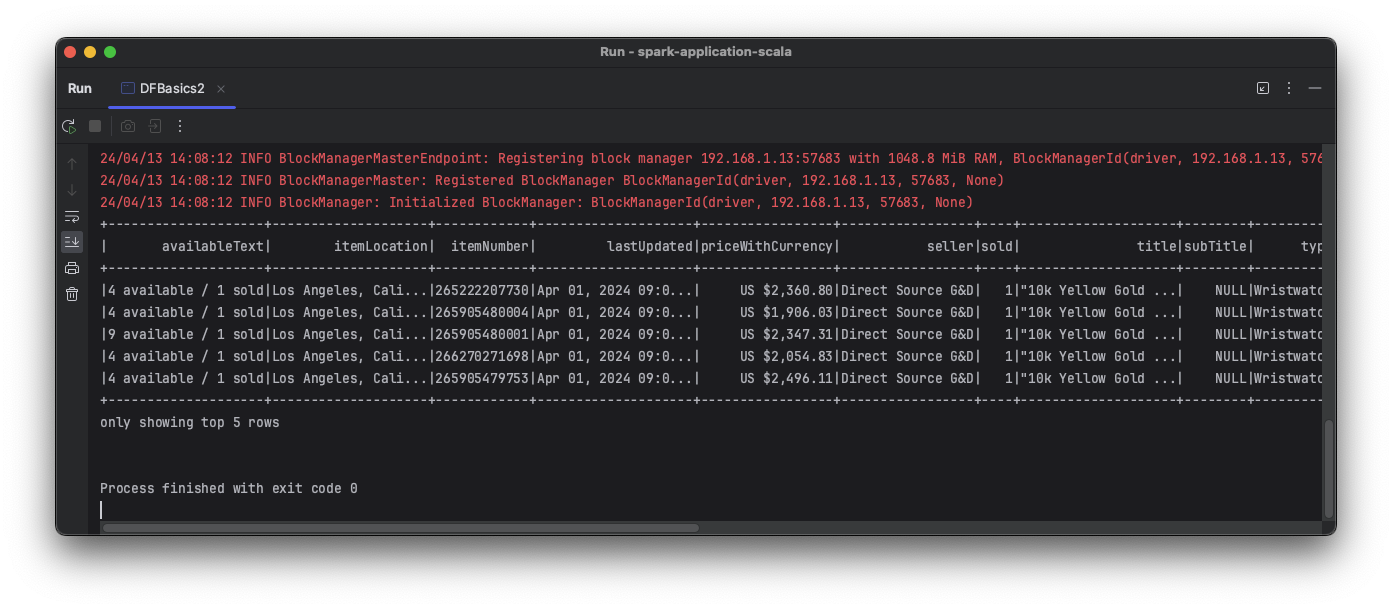 Run - spark-application-scala
Run DFBasics2
24/04/13 14:08:12 INFO BlockManagerMasterEndpoint: Registering block manager 192.168.1.13:57683 with 1048.8 MiB RAM, BlockManagerId(driver, 192.168.1.13, 576
24/04/13 14:08:12 INFO BlockManagerMaster: Registered BlockManager BlockManagerId(driver, 192.168.1.13, 57683, None)
24/04/13 14:08:12 INFO BlockManager: Initialized BlockManager: BlockManagerId(driver, 192.168.1.13, 57683, None)
+--------------------+--------------------+------------+--------------------+-----------------+-----------------+----+--------------------+--------+---------
|       availableText|        itemLocation|  itemNumber|         lastUpdated|priceWithCurrency|           seller|sold|               title|subTitle|      typ
+--------------------+--------------------+------------+--------------------+-----------------+-----------------+----+--------------------+--------+---------
|4 available / 1 sold|Los Angeles, Cali...|265222207730|Apr 01, 2024 09:0...|     US $2,360.80|Direct Source G&D|   1|"10k Yellow Gold ...|    NULL|Wristwatc
|4 available / 1 sold|Los Angeles, Cali...|265905480004|Apr 01, 2024 09:0...|     US $1,906.03|Direct Source G&D|   1|"10k Yellow Gold ...|    NULL|Wristwatc
|9 available / 1 sold|Los Angeles, Cali...|265905480001|Apr 01, 2024 09:0...|     US $2,347.31|Direct Source G&D|   1|"10k Yellow Gold ...|    NULL|Wristwatc
|4 available / 1 sold|Los Angeles, Cali...|266270271698|Apr 01, 2024 09:0...|     US $2,054.83|Direct Source G&D|   1|"10k Yellow Gold ...|    NULL|Wristwatc
|4 available / 1 sold|Los Angeles, Cali...|265905479753|Apr 01, 2024 09:0...|     US $2,496.11|Direct Source G&D|   1|"10k Yellow Gold ...|    NULL|Wristwatc
+--------------------+--------------------+------------+--------------------+-----------------+-----------------+----+--------------------+--------+---------
only showing top 5 rows
Process finished with exit code 0